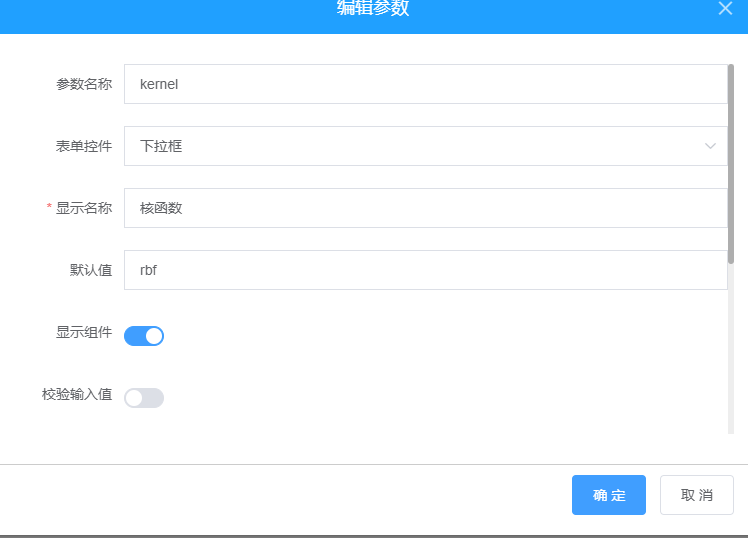 编辑参数
参数名称 kernel
表单控件 下拉框
* 显示名称 核函数
默认值 rbf
显示组件
校验输入值
确 定 取 消